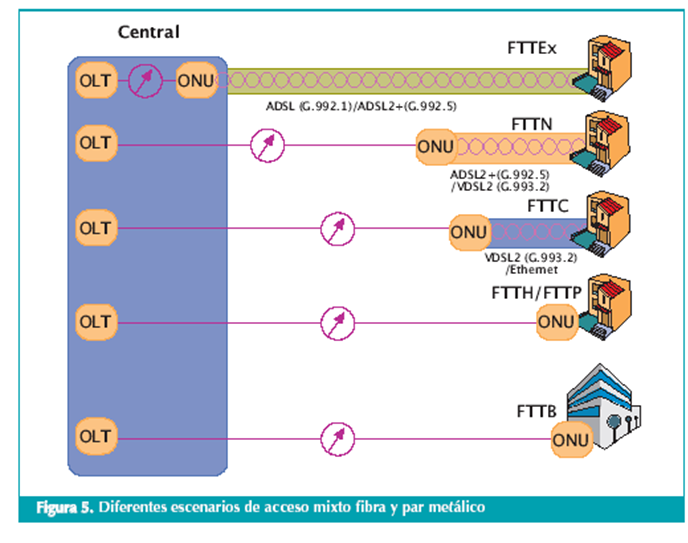 Central
FTTEx
OLT ONU
ADSL (G.992.1)/ADSL2+(G.992.5)
FTTN
OLT ONU
ADSL2+(G.992.5)
/VDSL2 (G.993.2)
FTTC
OLT ONU
VDSL2 (G.993.2)
/Ethernet
FTTH/FTTP
OLT ONU
FTTB
OLT ONU
Figura 5. Diferentes escenarios de acceso mixto fibra y par metálico